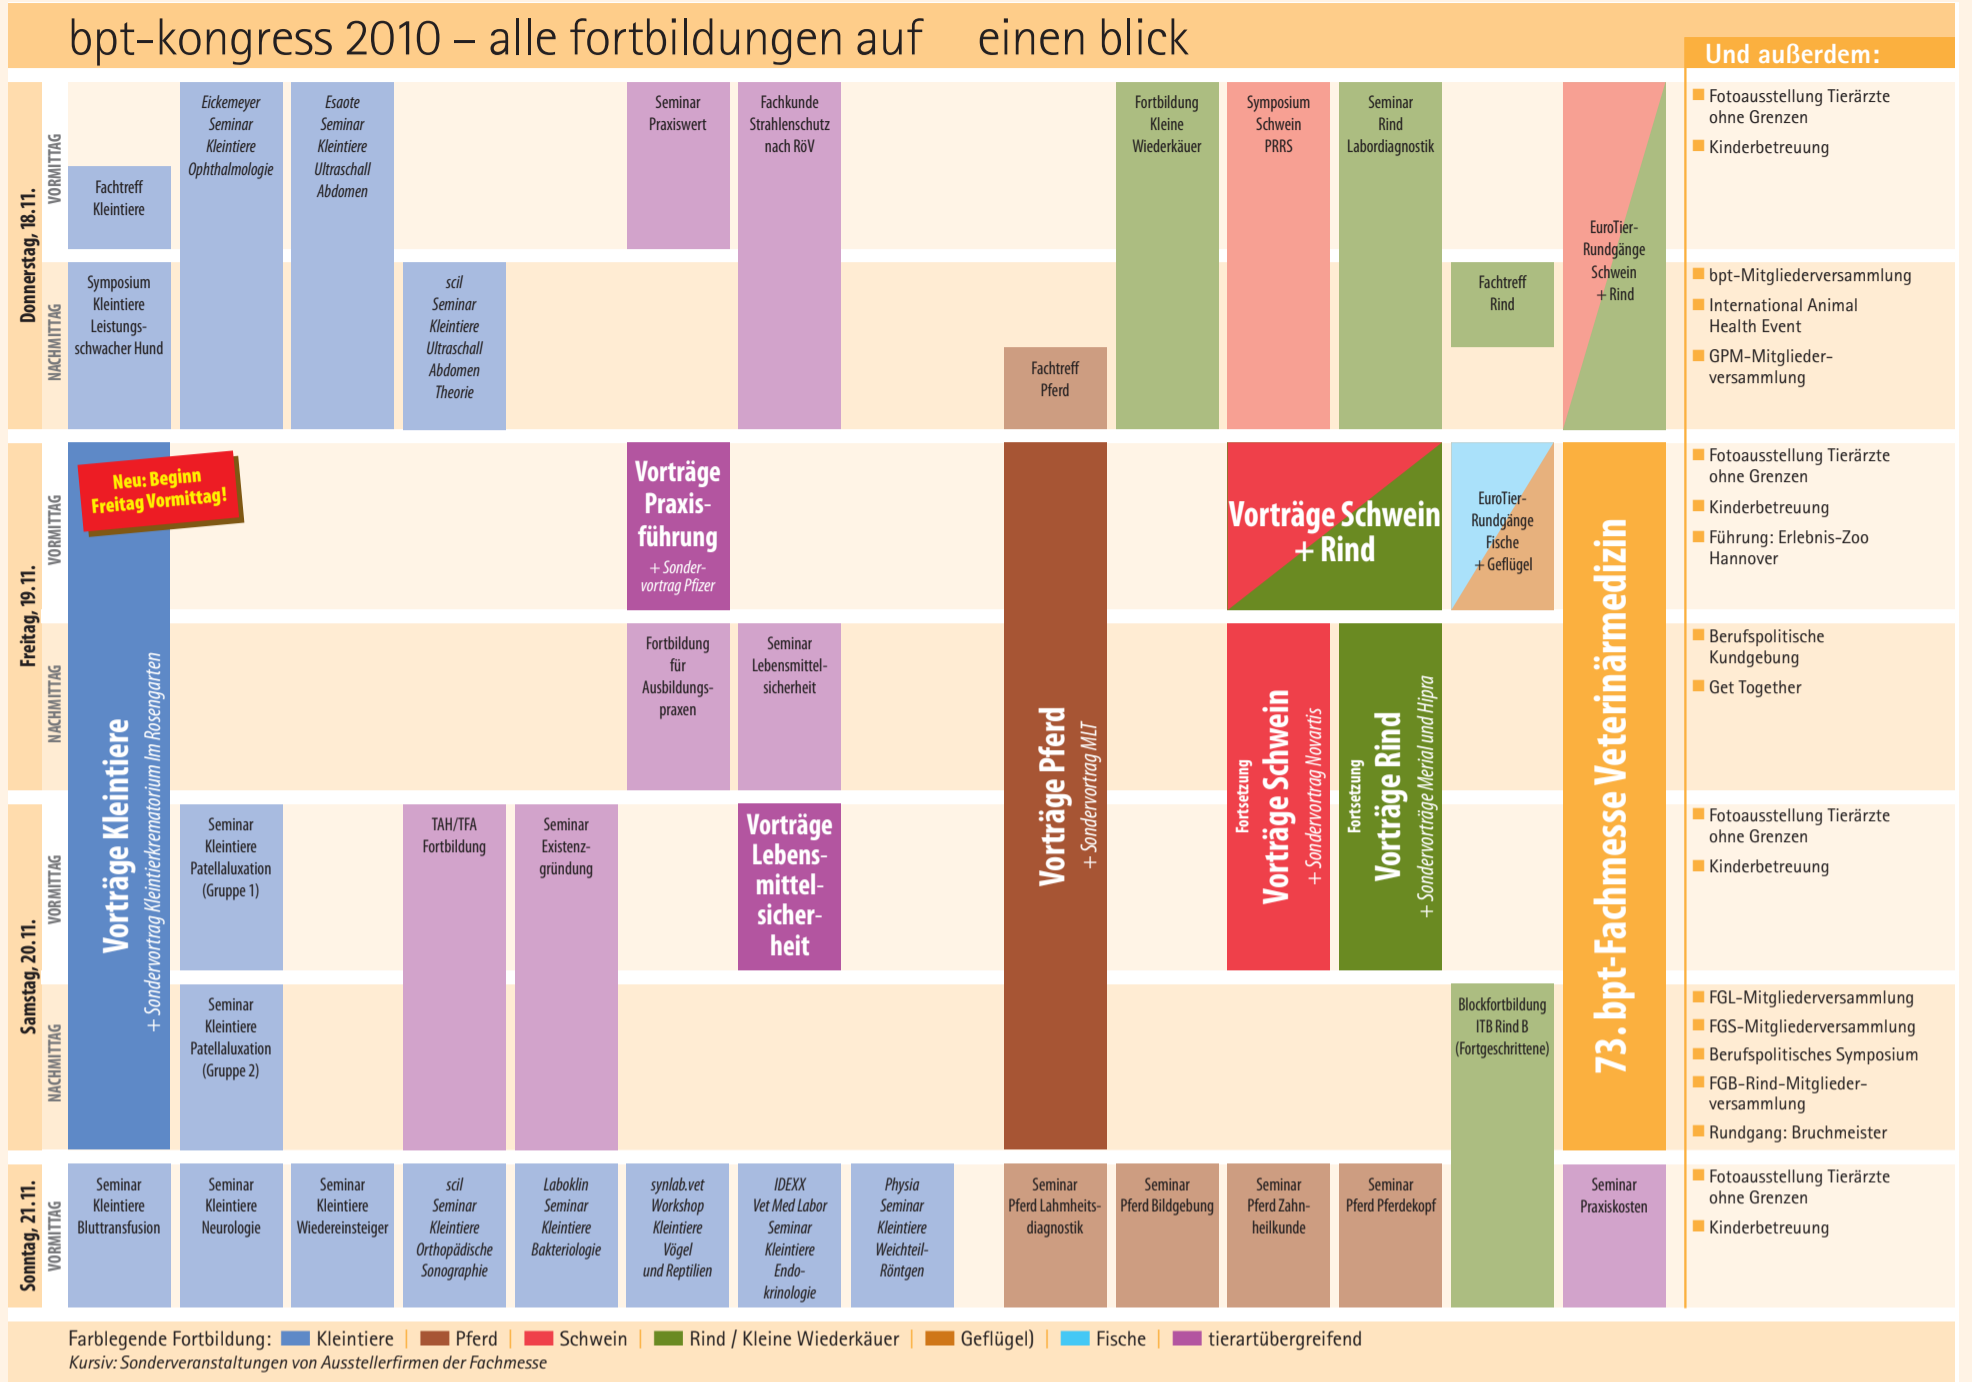 bpt-kongress 2010 – alle fortbildungen auf einen blick
Und außerdem:
Donnerstag, 18.11.
VORMITTAG
Fachtreff
Kleintiere
Eickemeyer
Seminar
Kleintiere
Ophthalmologie
Esaote
Seminar
Kleintiere
Ultraschall
Abdomen
Seminar
Praxiswert
Fachkunde
Strahlenschutz
nach RöV
Fortbildung
Kleine
Wiederkäuer
Symposium
Schwein
PRRS
Seminar
Rind
Labordiagnostik
EuroTier-
Rundgänge
Schwein
+ Rind
Fotoausstellung Tierärzte
ohne Grenzen
Kinderbetreuung
NACHMITTAG
Symposium
Kleintiere
Leistungs-
schwacher Hund
scil
Seminar
Kleintiere
Ultraschall
Abdomen
Theorie
Fachtreff
Pferd
Fachtreff
Rind
bpt-Mitgliederversammlung
International Animal
Health Event
GPM-Mitglieder-
versammlung
Freitag, 19.11.
VORMITTAG
Neu: Beginn
Freitag Vormittag!
Vorträge Kleintiere
+ Sondervortrag Kleintierkrematorium Im Rosengarten
Vorträge
Praxis-
führung
+ Sonder-
vortrag Pfizer
Vorträge Pferd
+ Sondervortrag MLT
Vorträge Schwein
+ Rind
EuroTier-
Rundgänge
Fische
+ Geflügel
73. bpt-Fachmesse Veterinärmedizin
Fotoausstellung Tierärzte
ohne Grenzen
Kinderbetreuung
Führung: Erlebnis-Zoo
Hannover
NACHMITTAG
Fortbildung
für
Ausbildungs-
praxen
Seminar
Lebensmittel-
sicherheit
Fortsetzung
Vorträge Schwein
+ Sondervortrag Novartis
Fortsetzung
Vorträge Rind
+ Sondervorträge Merial und Hipra
Berufspolitische
Kundgebung
Get Together
Samstag, 20.11.
VORMITTAG
Seminar
Kleintiere
Patellaluxation
(Gruppe 1)
TAH/TFA
Fortbildung
Seminar
Existenz-
gründung
Vorträge
Lebens-
mittel-
sicher-
heit
Fotoausstellung Tierärzte
ohne Grenzen
Kinderbetreuung
NACHMITTAG
Seminar
Kleintiere
Patellaluxation
(Gruppe 2)
Blockfortbildung
ITB Rind B
(Fortgeschrittene)
FGL-Mitgliederversammlung
FGS-Mitgliederversammlung
Berufspolitisches Symposium
FGB-Rind-Mitglieder-
versammlung
Rundgang: Bruchmeister
Sonntag, 21.11.
VORMITTAG
Seminar
Kleintiere
Bluttransfusion
Seminar
Kleintiere
Neurologie
Seminar
Kleintiere
Wiedereinsteiger
scil
Seminar
Kleintiere
Orthopädische
Sonographie
Laboklin
Seminar
Kleintiere
Bakteriologie
synlab.vet
Workshop
Kleintiere
Vögel
und Reptilien
IDEXX
Vet Med Labor
Seminar
Kleintiere
Endo-
krinologie
Physia
Seminar
Kleintiere
Weichteil-
Röntgen
Seminar
Pferd Lahmheits-
diagnostik
Seminar
Pferd Bildgebung
Seminar
Pferd Zahn-
heilkunde
Seminar
Pferd Pferdekopf
Seminar
Praxiskosten
Fotoausstellung Tierärzte
ohne Grenzen
Kinderbetreuung
Farblegende Fortbildung: Kleintiere | Pferd | Schwein | Rind / Kleine Wiederkäuer | Geflügel) | Fische | tierartübergreifend
Kursiv: Sonderveranstaltungen von Ausstellerfirmen der Fachmesse